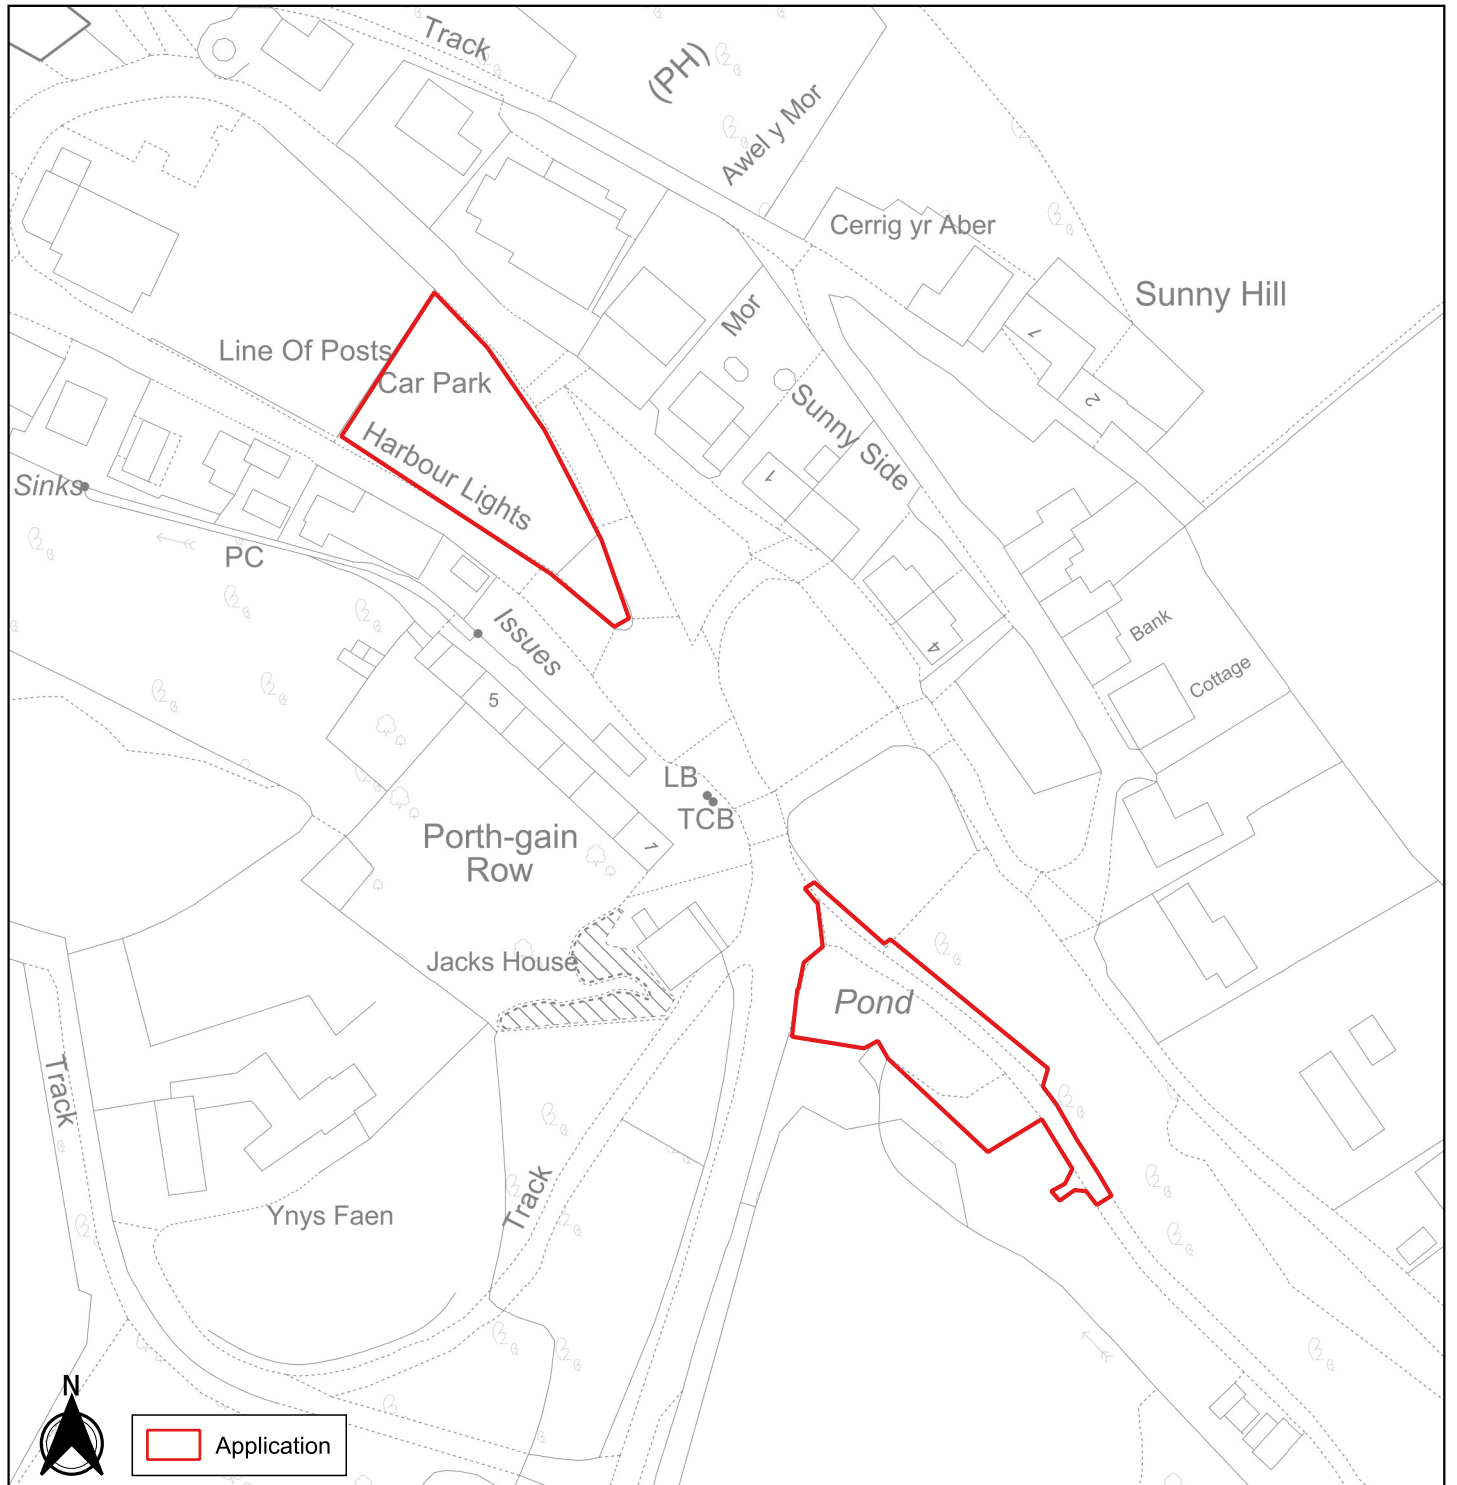 Track
(PH)
Awel y Mor
Cerrig yr Aber
Sunny Hill
Mor
1
2
Line Of Posts
Car Park
Sunny Side
Harbour Lights
1
Sinks
PC
Issues
4
Bank
Cottage
5
LB
TCB
Porth-gain
Row
1
Jacks House
Pond
Track
Track
Ynys Faen
N
Application